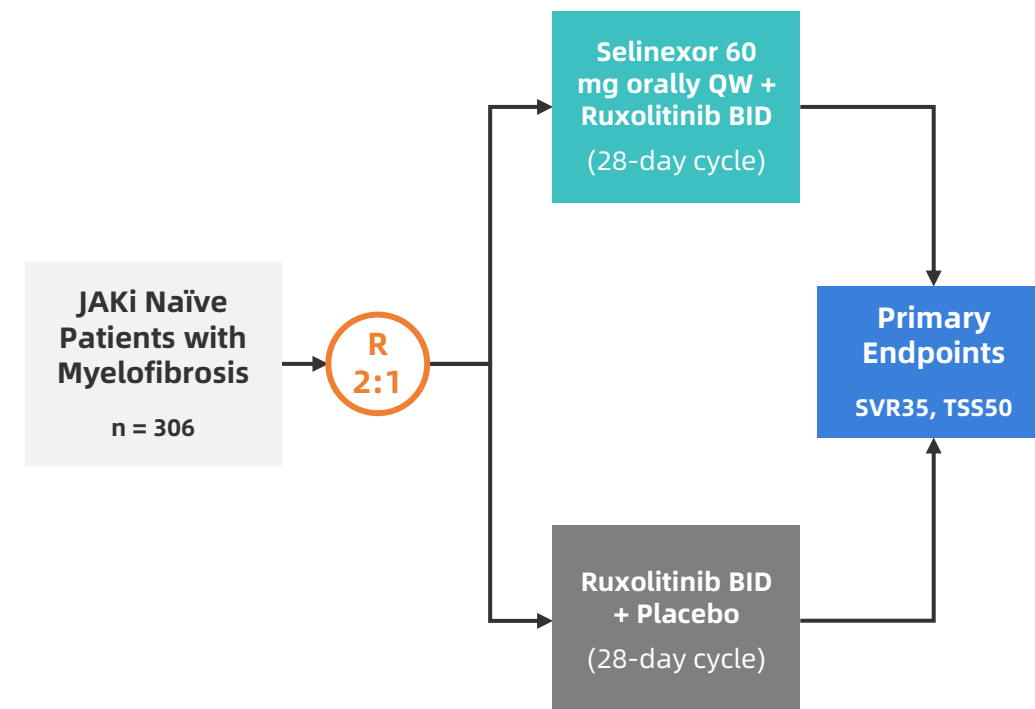 JAKi Naïve
Patients with
Myelofibrosis
n = 306
R
2:1
Selinexor 60
mg orally QW +
Ruxolitinib BID
(28-day cycle)
Ruxolitinib BID
+ Placebo
(28-day cycle)
Primary
Endpoints
SVR35, TSS50